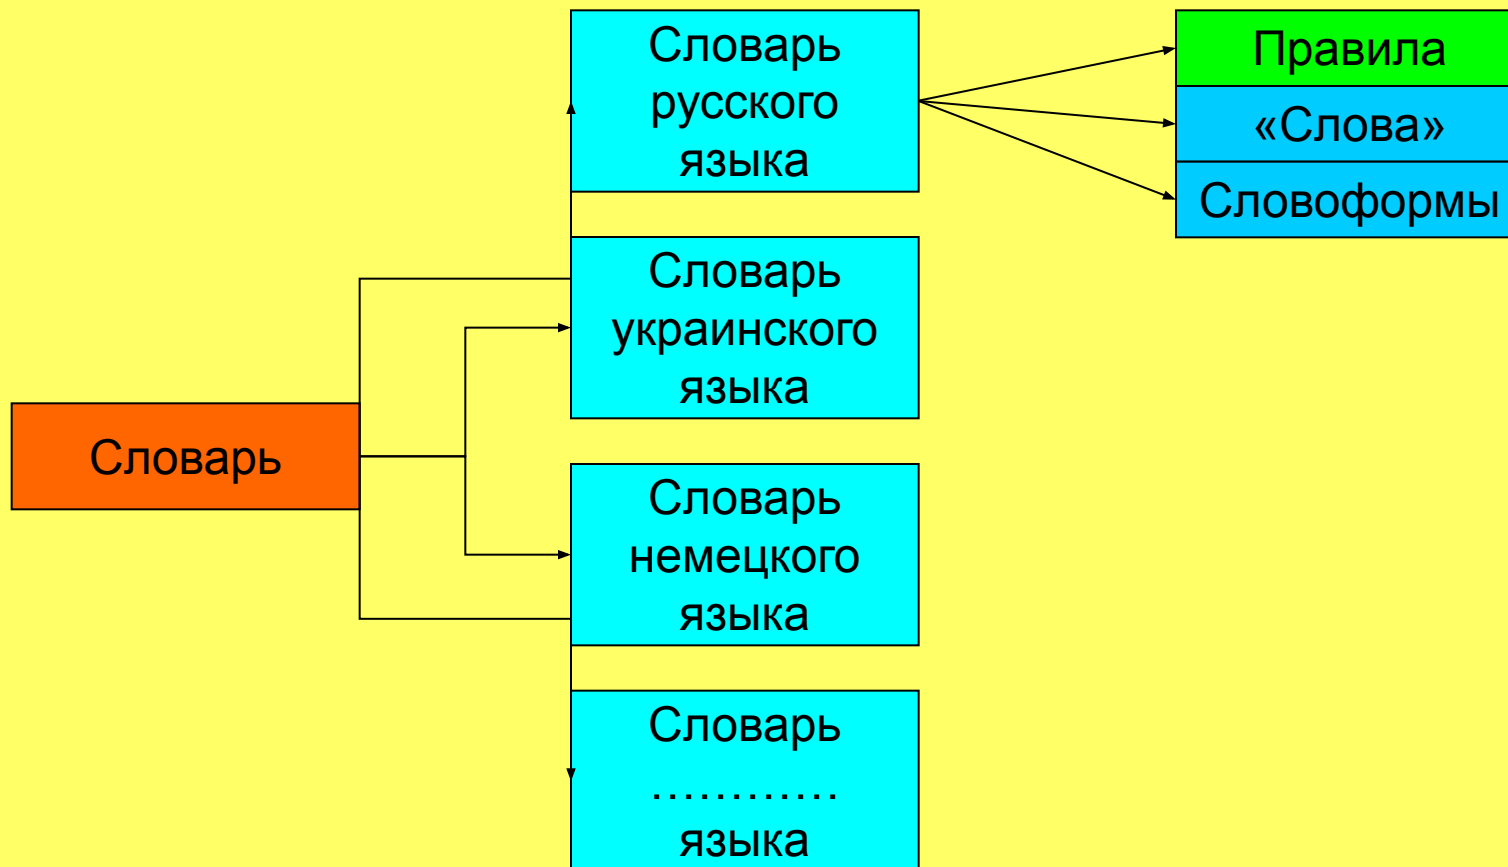 Словарь
Словарь
русского
языка
Словарь
украинского
языка
Словарь
немецкого
языка
Словарь
…………
языка
Правила
«Слова»
Словоформы